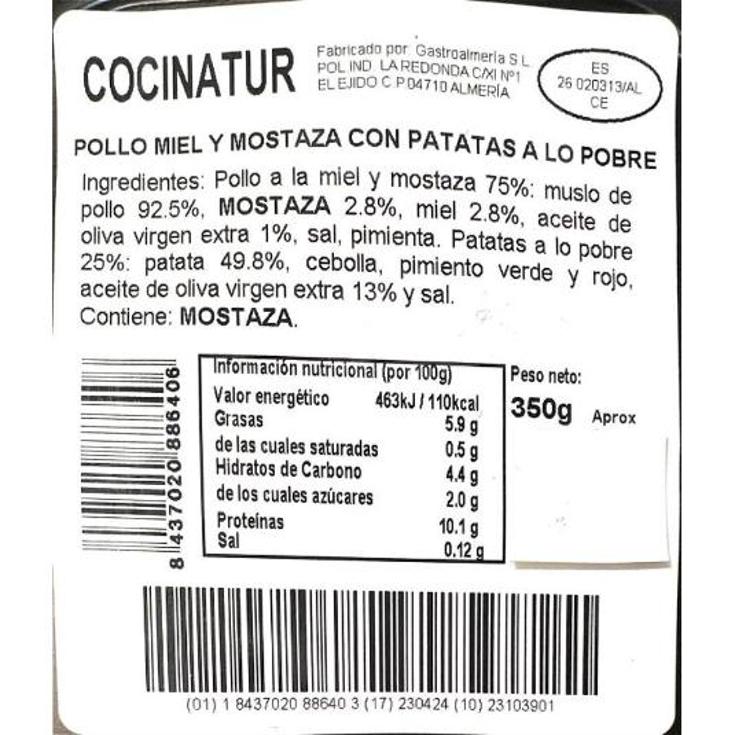 COCINATUR
Fabricado por: Gastroalmería S L
POL IND LA REDONDA C/XI Nº1
EL EJIDO C P 04710 ALMERÍA
ES
26 020313/AL
CE
POLLO MIEL Y MOSTAZA CON PATATAS A LO POBRE
Ingredientes: Pollo a la miel y mostaza 75%: muslo de
pollo 92.5%, MOSTAZA 2.8%, miel 2.8%, aceite de
oliva virgen extra 1%, sal, pimienta. Patatas a lo pobre
25%: patata 49.8%, cebolla, pimiento verde y rojo,
aceite de oliva virgen extra 13% y sal.
Contiene: MOSTAZA.
8 437020 886406
Información nutricional (por 100g)
Valor energético 463kJ / 110kcal
Grasas 5.9 g
de las cuales saturadas 0.5 g
Hidratos de Carbono 4.4 g
de los cuales azúcares 2.0 g
Proteínas 10.1 g
Sal 0.12 g
Peso neto:
350g Aprox
(01) 1 8437020 88640 3 (17) 230424 (10) 23103901